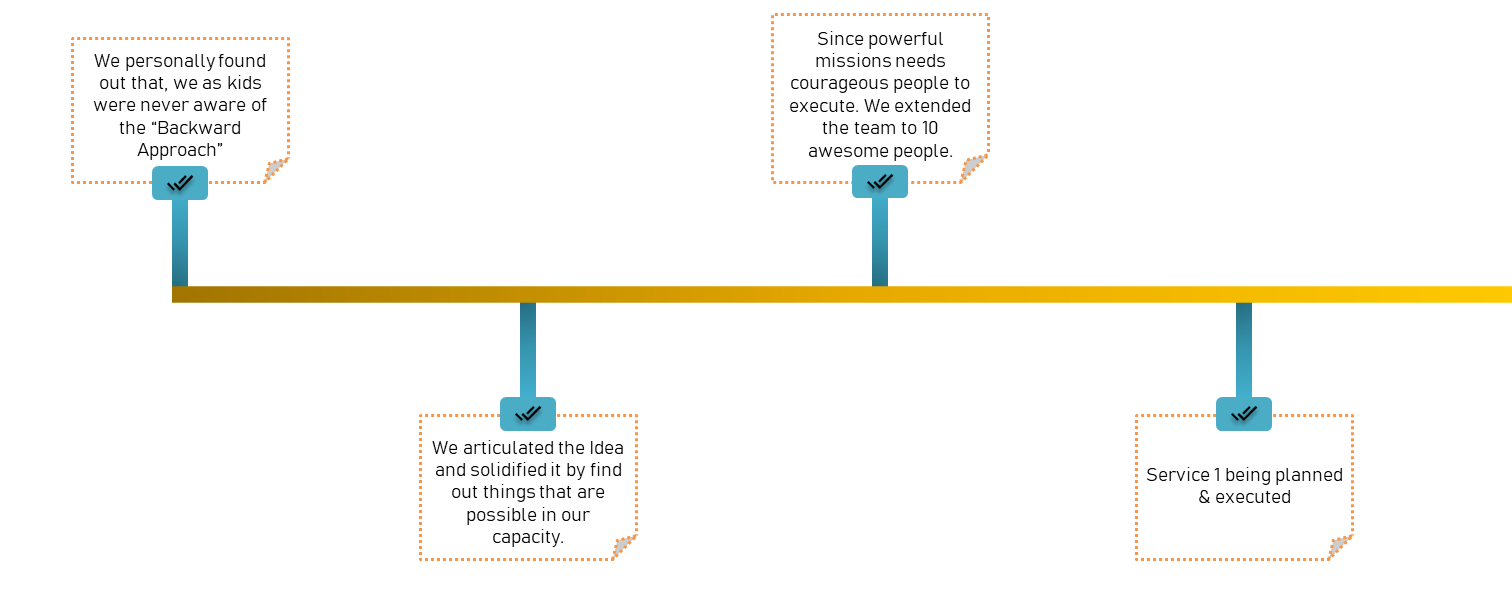 We personally found
out that, we as kids
were never aware of
the “Backward
Approach”
We articulated the Idea
and solidified it by find
out things that are
possible in our
capacity.
Since powerful
missions needs
courageous people to
execute. We extended
the team to 10
awesome people.
Service 1 being planned
& executed